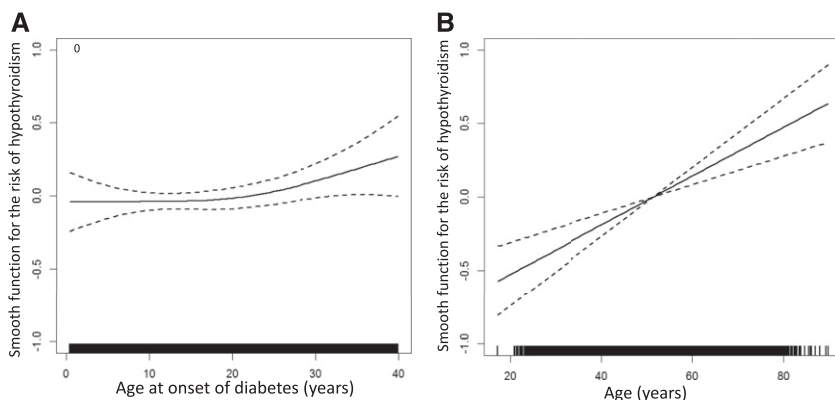 A
Smooth function for the risk of hypothyroidism
1.0
0.5
0.0
-0.5
-1.0
0
0 10 20 30 40
Age at onset of diabetes (years)
B
Smooth function for the risk of hypothyroidism
1.0
0.5
0.0
-0.5
-1.0
20 40 60 80
Age (years)